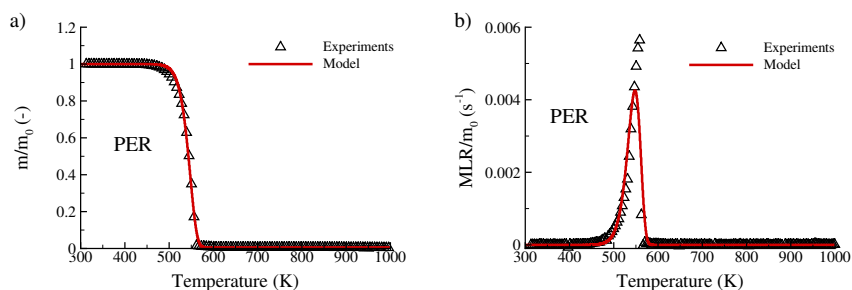 a)
1.2
1
0.8
0.6
0.4
0.2
0
m/m0 (-)
Experiments
Model
PER
300 400 500 600 700 800 900 1000
Temperature (K)
b)
0.006
0.004
0.002
0
MLR/m0 (s-1)
Experiments
Model
PER
300 400 500 600 700 800 900 1000
Temperature (K)